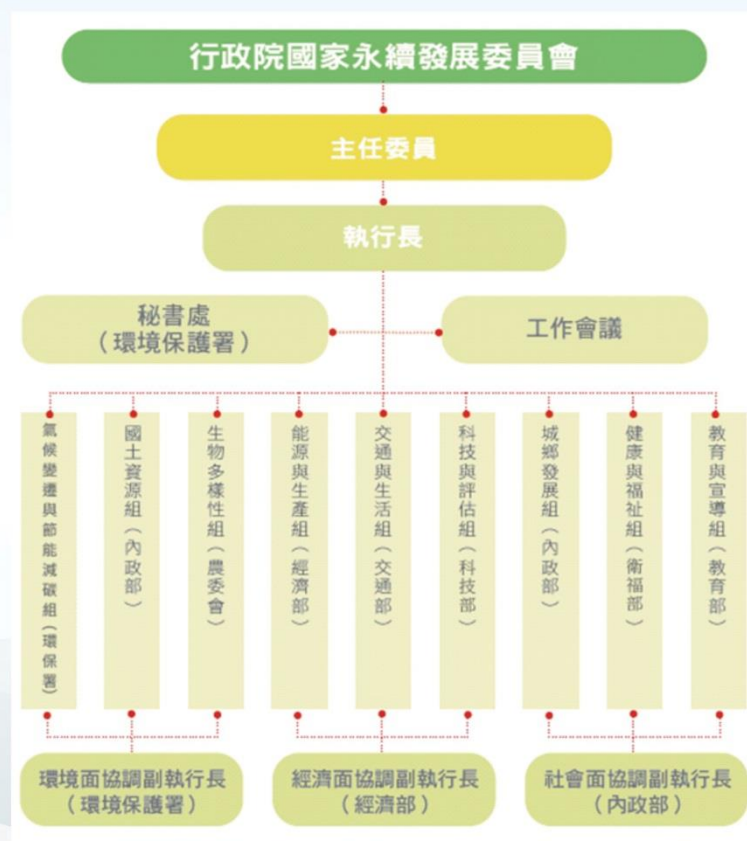 行政院國家永續發展委員會
主任委員
執行長
秘書處
（環境保護署）
工作會議
氣候變遷與節能減碳組（環保署）
國土資源組（內政部）
生物多樣性組（農委會）
能源與生產組（經濟部）
交通與生活組（交通部）
科技與評估組（科技部）
城鄉發展組（內政部）
健康與福祉組（衛福部）
教育與宣導組（教育部）
環境面協調副執行長
（環境保護署）
經濟面協調副執行長
（經濟部）
社會面協調副執行長
（內政部）